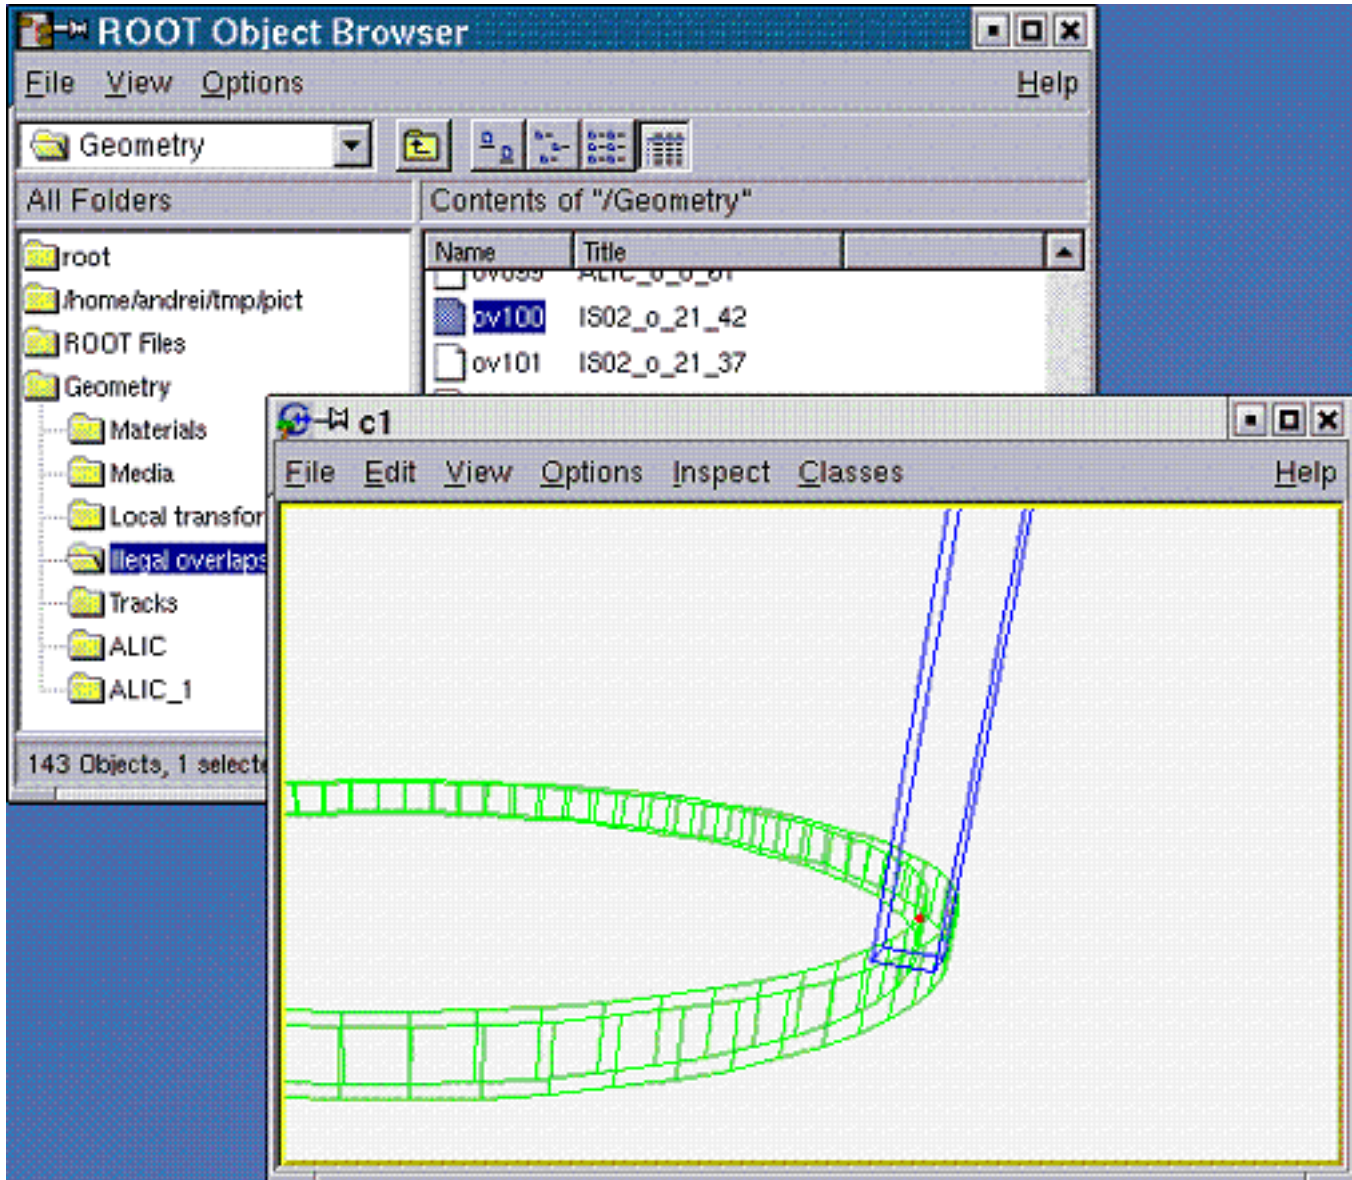 ROOT Object Browser
File View Options Help
Geometry
All Folders Contents of "/Geometry"
Name Title
root
ov099 ALIC_o_o_61
/home/andrei/tmp/pict
ov100 IS02_o_21_42
ROOT Files
ov101 IS02_o_21_37
Geometry
Materials
Media
Local transfor
Illegal overlaps
Tracks
ALIC
ALIC_1
143 Objects, 1 selecte
c1
File Edit View Options Inspect Classes Help